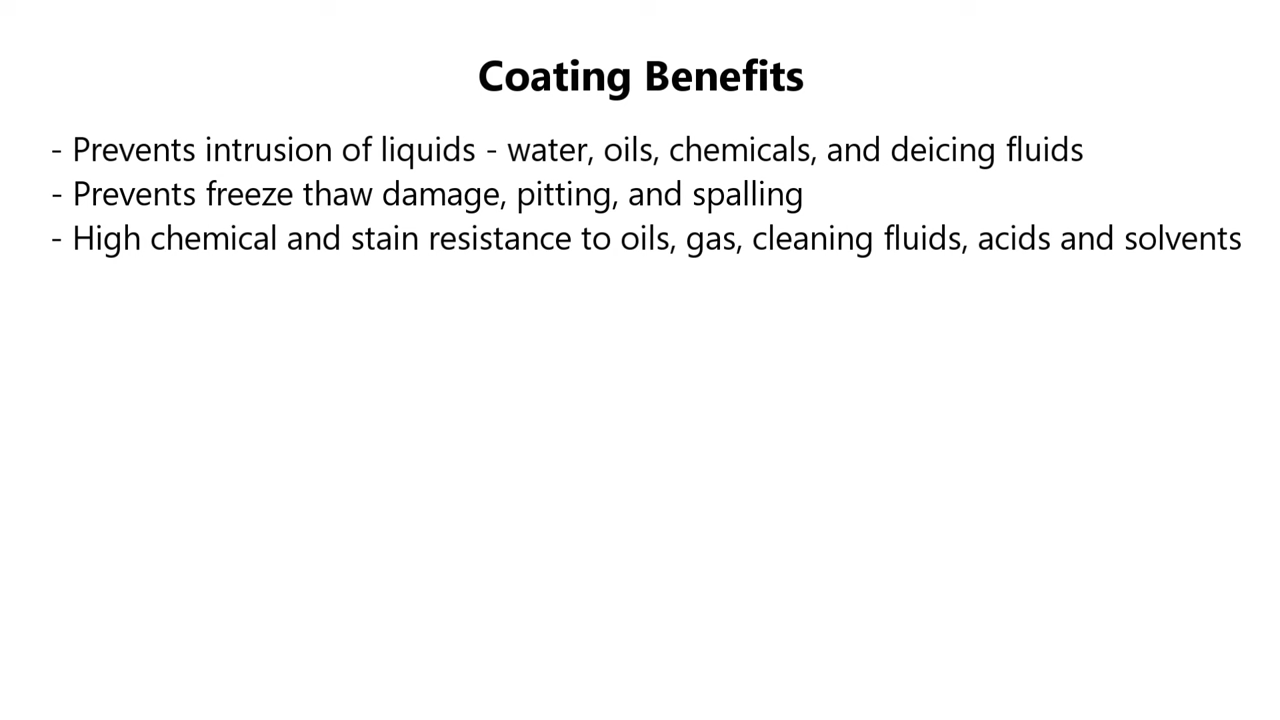 Coating Benefits
- Prevents intrusion of liquids - water, oils, chemicals, and deicing fluids
- Prevents freeze thaw damage, pitting, and spalling
- High chemical and stain resistance to oils, gas, cleaning fluids, acids and solvents